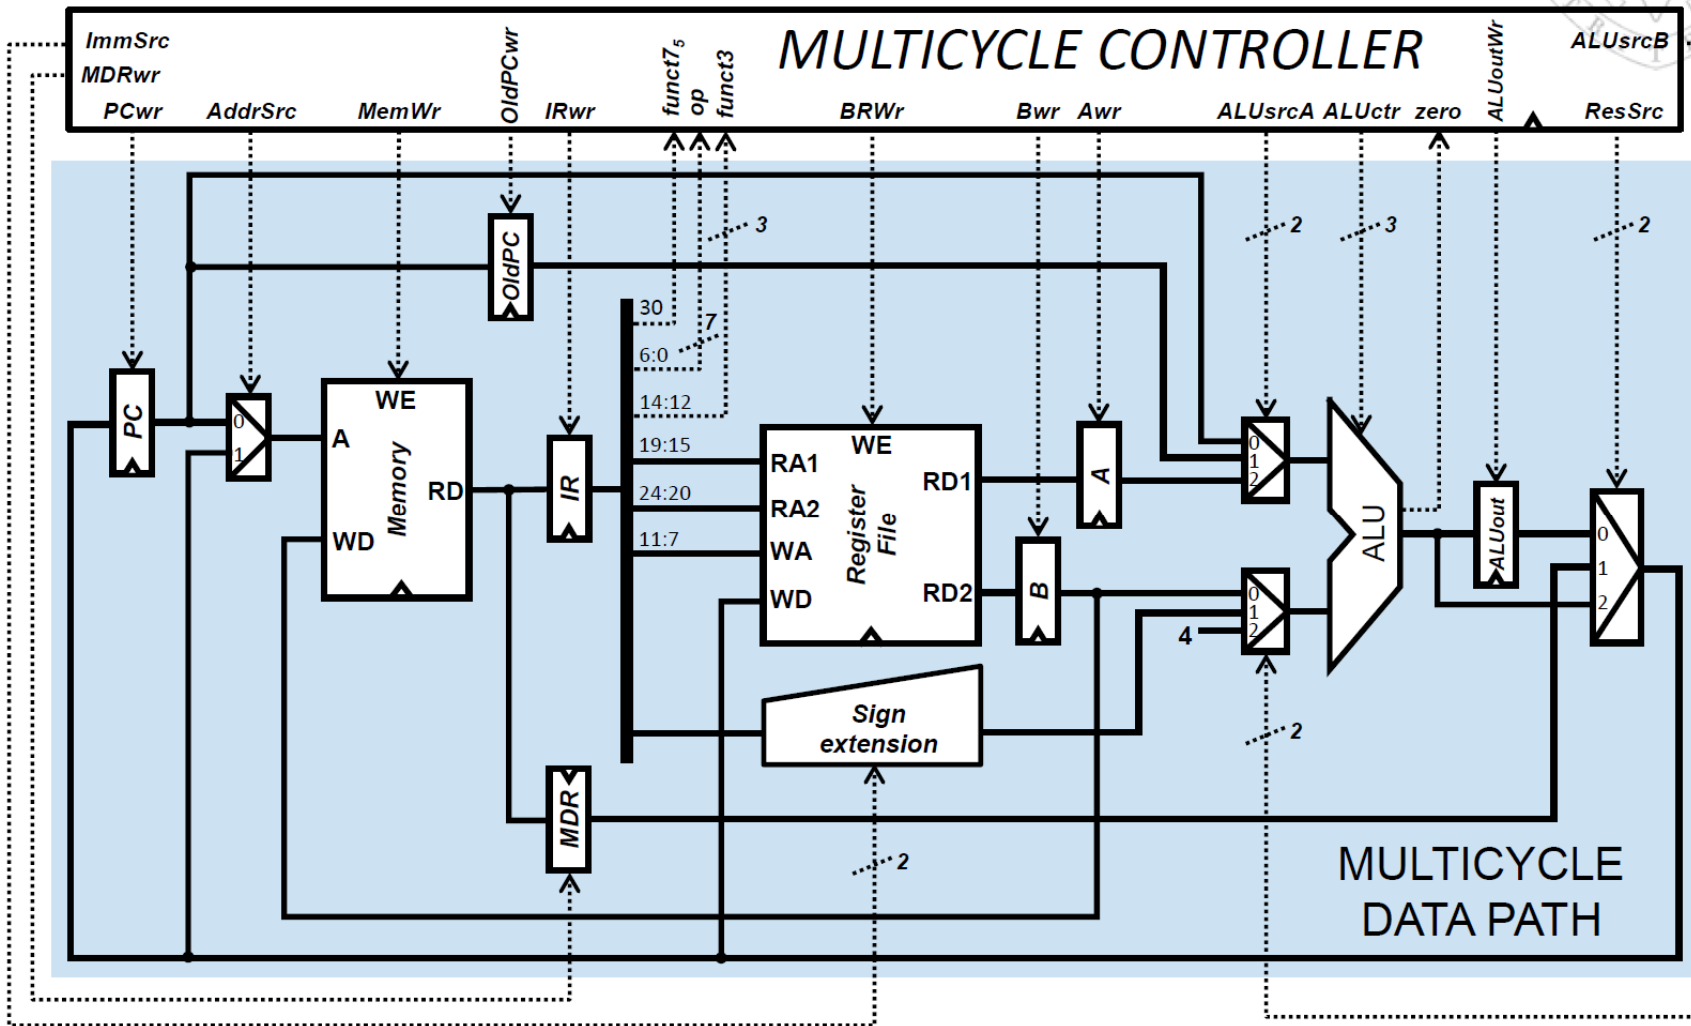 MULTICYCLE CONTROLLER
ImmSrc
MDRwr
PCwr
AddrSrc
MemWr
OldPCwr
IRwr
funct7₅
op
funct3
BRWr
Bwr
Awr
ALUsrcA
ALUctr
zero
ALUoutWr
ALUsrcB
ResSrc
3
2
3
2
OldPC
30
7
6:0
14:12
PC
0
1
WE
A
Memory
RD
WD
IR
19:15
24:20
11:7
WE
RA1
RA2
WA
WD
Register
File
RD1
RD2
A
B
0
1
2
0
1
2
4
ALU
ALUout
0
1
2
Sign
extension
2
MDR
2
MULTICYCLE
DATA PATH